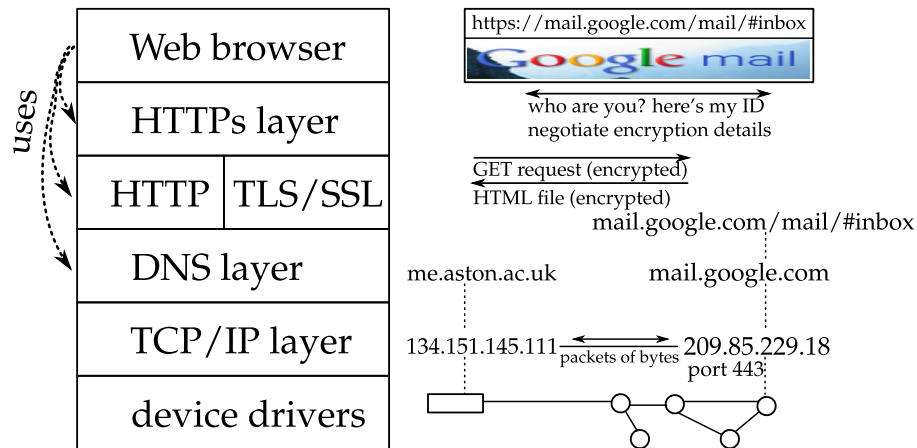 Web browser
HTTPs layer
HTTP
TLS/SSL
DNS layer
TCP/IP layer
device drivers
uses
https://mail.google.com/mail/#inbox
Google mail
who are you? here's my ID
negotiate encryption details
GET request (encrypted)
HTML file (encrypted)
mail.google.com/mail/#inbox
me.aston.ac.uk
mail.google.com
134.151.145.111
packets of bytes
209.85.229.18
port 443